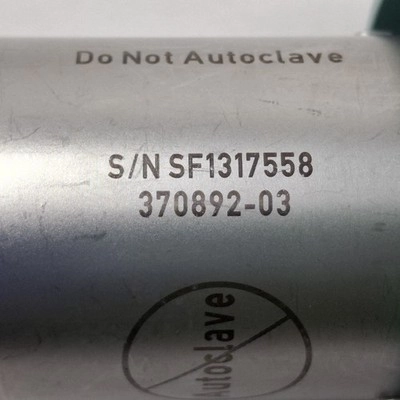 Do Not Autoclave
S/N SF1317558
370892-03
Autoclave